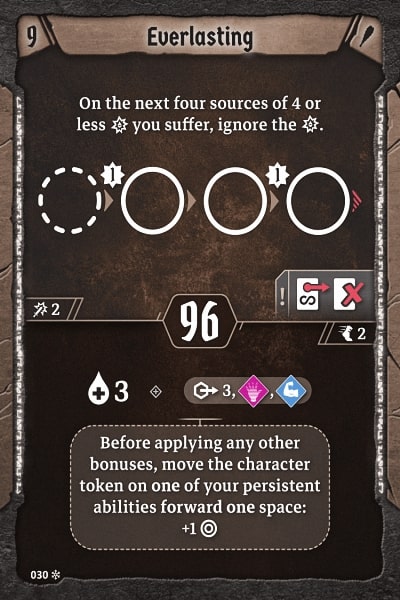 9
Everlasting
On the next four sources of 4 or
less you suffer, ignore the .
1
1
!
S
2
96
2
3
3, ,
Before applying any other
bonuses, move the character
token on one of your persistent
abilities forward one space:
+1
030